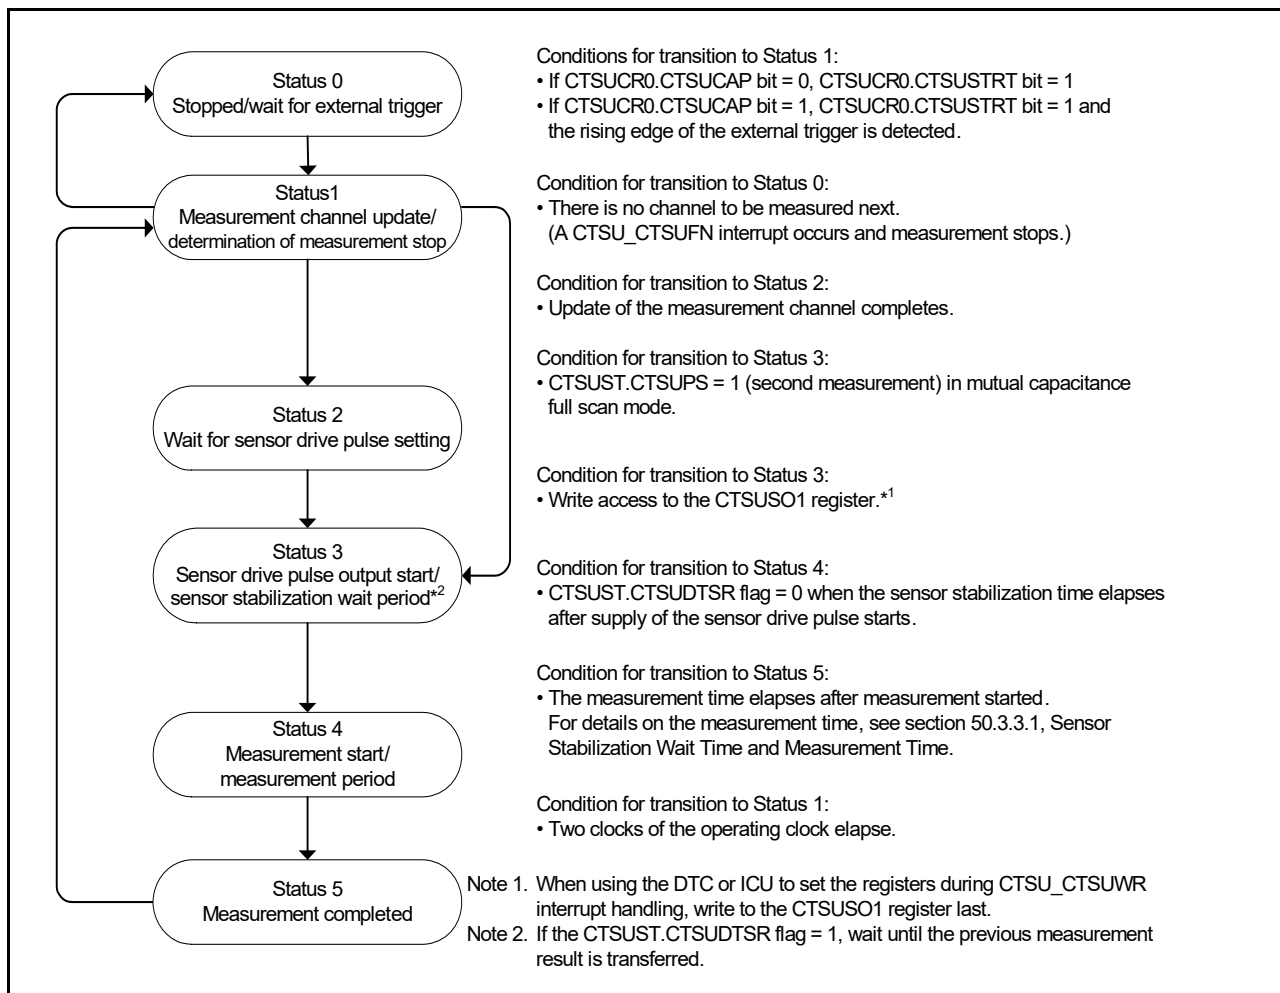 Status 0
Stopped/wait for external trigger
Status1
Measurement channel update/
determination of measurement stop
Status 2
Wait for sensor drive pulse setting
Status 3
Sensor drive pulse output start/
sensor stabilization wait period*2
Status 4
Measurement start/
measurement period
Status 5
Measurement completed
Conditions for transition to Status 1:
• If CTSUCR0.CTSUCAP bit = 0, CTSUCR0.CTSUSTRT bit = 1
• If CTSUCR0.CTSUCAP bit = 1, CTSUCR0.CTSUSTRT bit = 1 and
the rising edge of the external trigger is detected.
Condition for transition to Status 0:
• There is no channel to be measured next.
(A CTSU_CTSUFN interrupt occurs and measurement stops.)
Condition for transition to Status 2:
• Update of the measurement channel completes.
Condition for transition to Status 3:
• CTSUST.CTSUPS = 1 (second measurement) in mutual capacitance
full scan mode.
Condition for transition to Status 3:
• Write access to the CTSUSO1 register.*1
Condition for transition to Status 4:
• CTSUST.CTSUDTSR flag = 0 when the sensor stabilization time elapses
after supply of the sensor drive pulse starts.
Condition for transition to Status 5:
• The measurement time elapses after measurement started.
For details on the measurement time, see section 50.3.3.1, Sensor
Stabilization Wait Time and Measurement Time.
Condition for transition to Status 1:
• Two clocks of the operating clock elapse.
Note 1. When using the DTC or ICU to set the registers during CTSU_CTSUWR
interrupt handling, write to the CTSUSO1 register last.
Note 2. If the CTSUST.CTSUDTSR flag = 1, wait until the previous measurement
result is transferred.